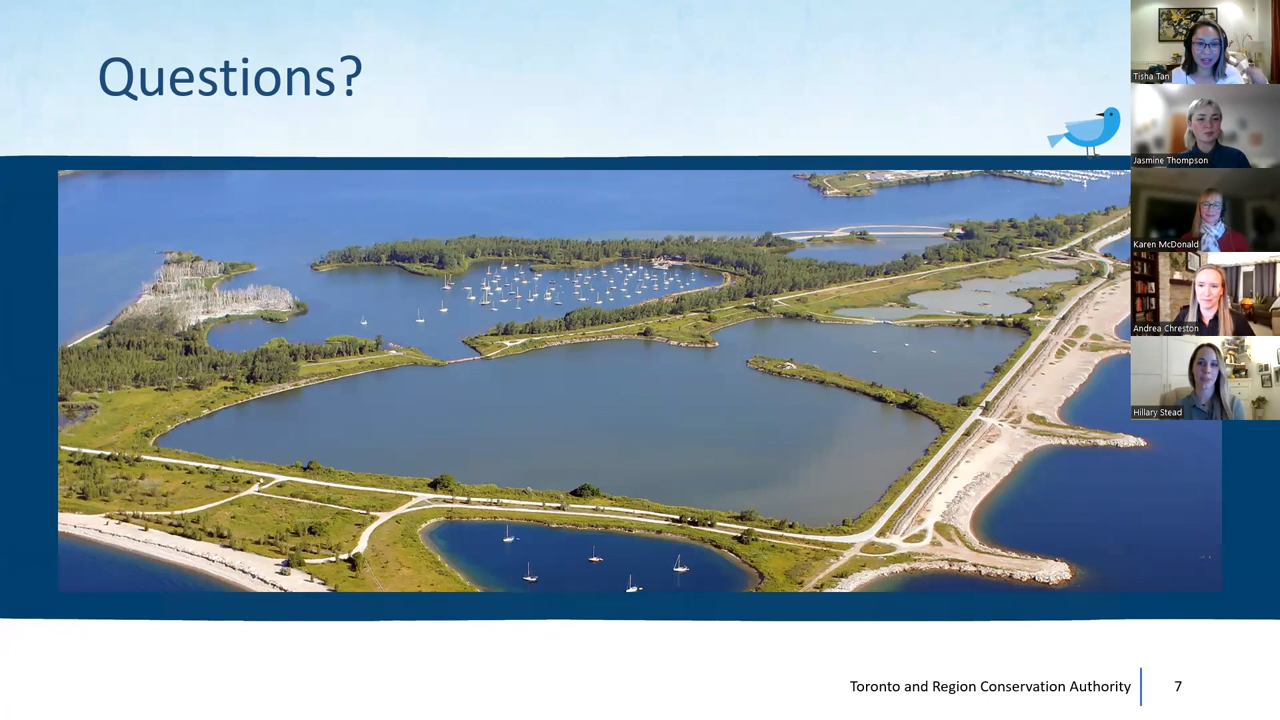 Questions?
Tisha Tan
Jasmine Thompson
Karen McDonald
Andrea Chreston
Hillary Stead
Toronto and Region Conservation Authority
7